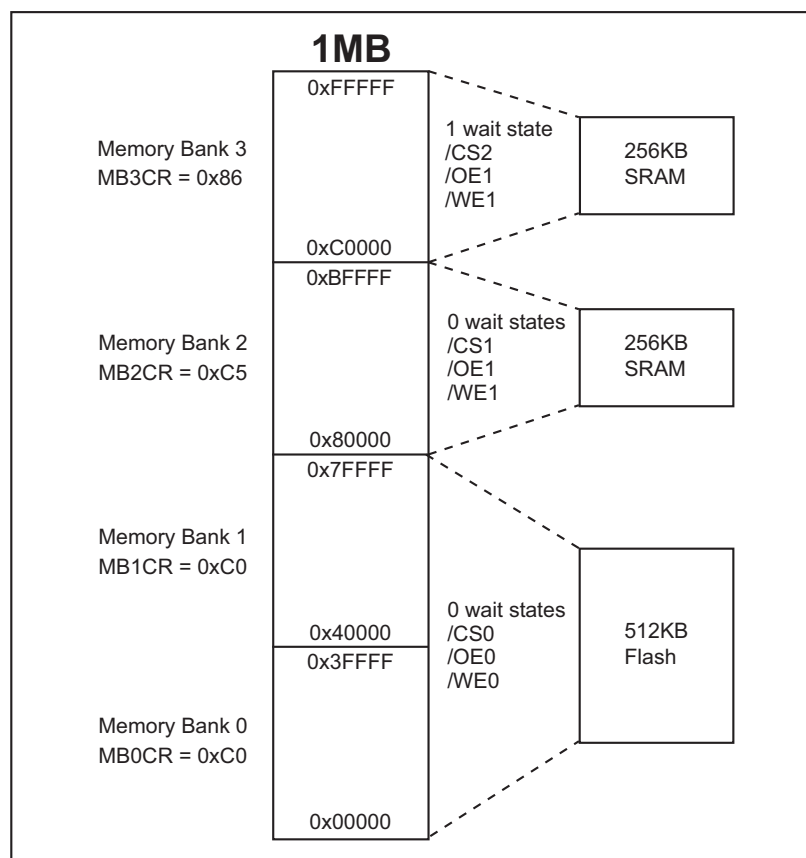 1MB
0xFFFFF
Memory Bank 3
MB3CR = 0x86
1 wait state
/CS2
/OE1
/WE1
256KB
SRAM
0xC0000
0xBFFFF
Memory Bank 2
MB2CR = 0xC5
0 wait states
/CS1
/OE1
/WE1
256KB
SRAM
0x80000
0x7FFFF
Memory Bank 1
MB1CR = 0xC0
0x40000
0x3FFFF
0 wait states
/CS0
/OE0
/WE0
512KB
Flash
Memory Bank 0
MB0CR = 0xC0
0x00000